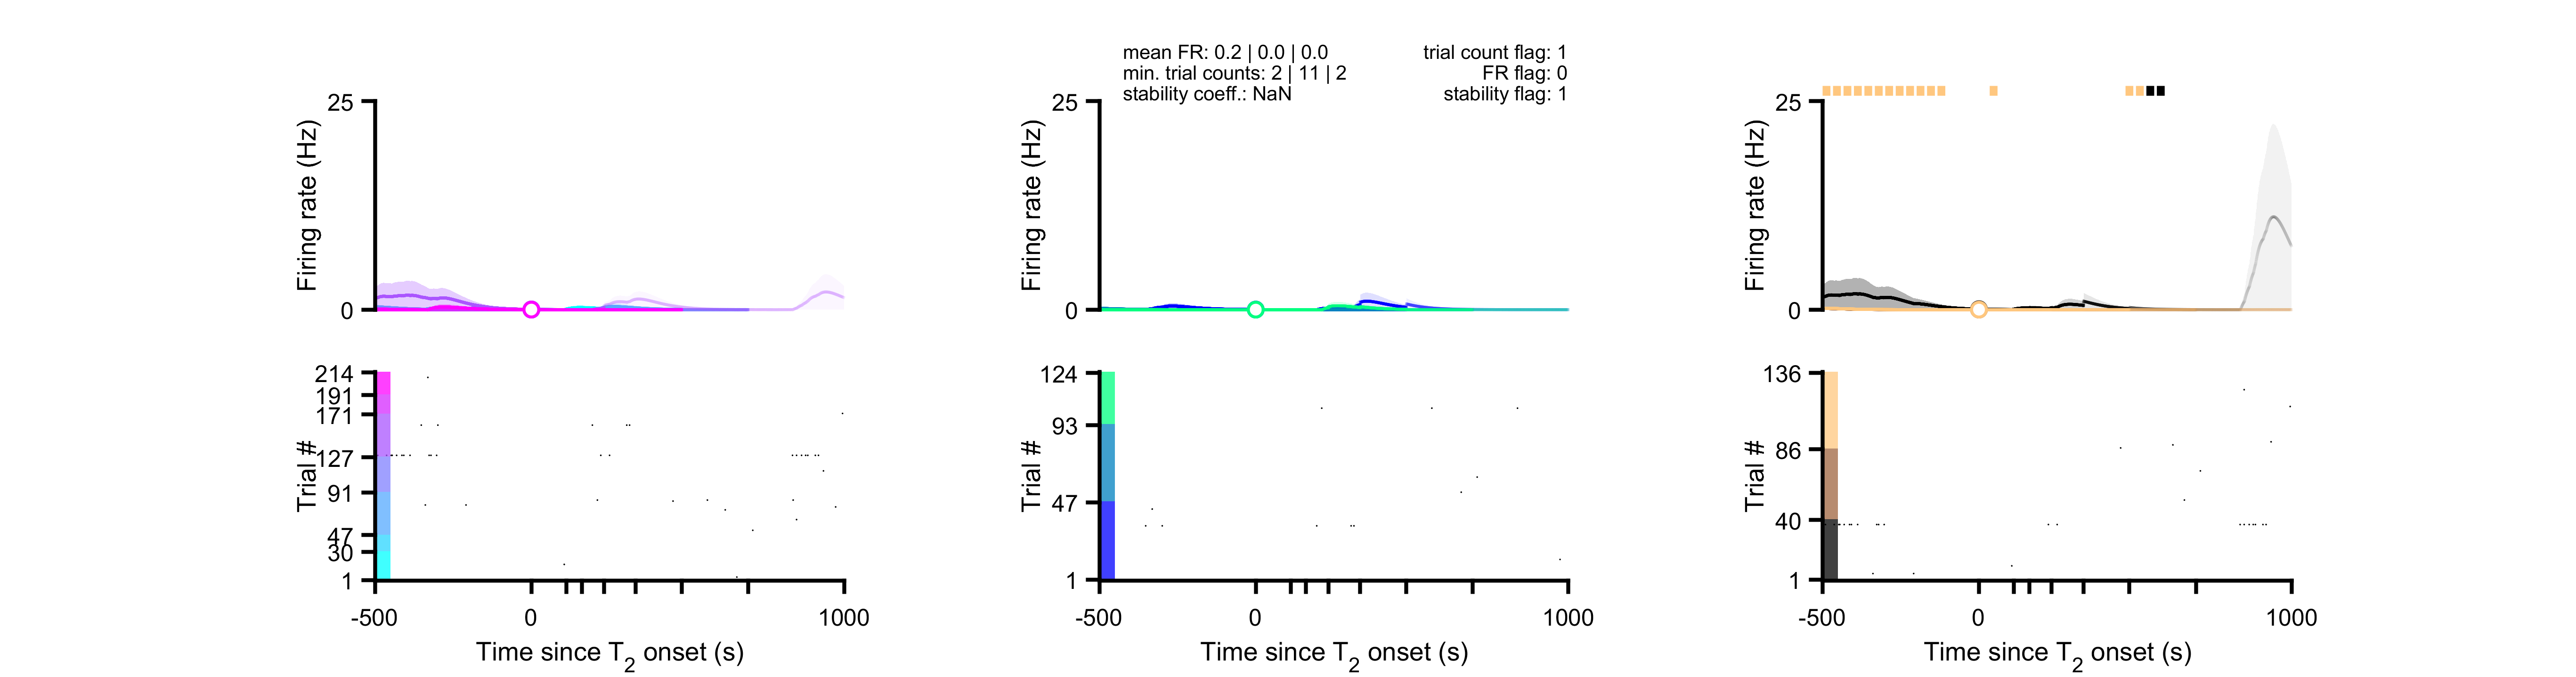 mean FR: 0.2 | 0.0 | 0.0
min. trial counts: 2 | 11 | 2
stability coeff.: NaN
trial count flag: 1
FR flag: 0
stability flag: 1
25
0
Firing rate (Hz)
25
0
Firing rate (Hz)
25
0
Firing rate (Hz)
214
191
171
127
91
47
30
1
Trial #
-500
0
1000
Time since T2 onset (s)
124
93
47
1
Trial #
-500
0
1000
Time since T2 onset (s)
136
86
40
1
Trial #
-500
0
1000
Time since T2 onset (s)